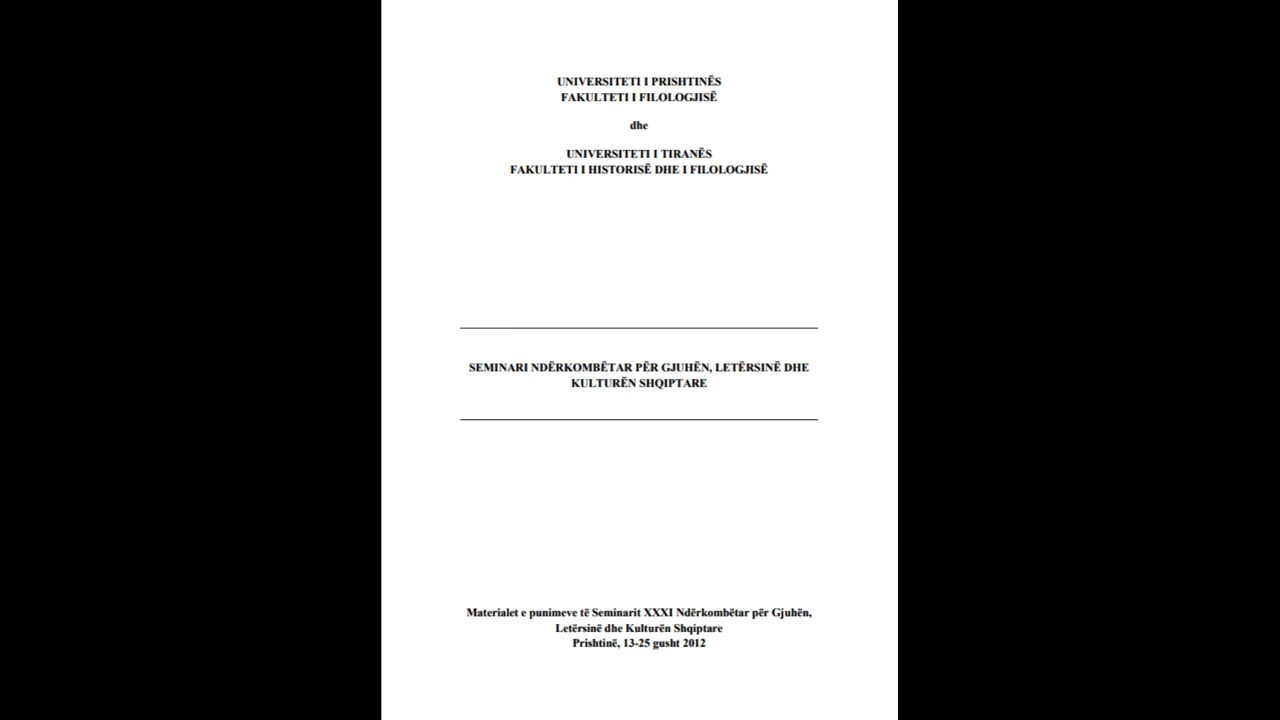 UNIVERSITETI I PRISHTINËS
FAKULTETI I FILOLOGJISË
dhe
UNIVERSITETI I TIRANËS
FAKULTETI I HISTORISË DHE I FILOLOGJISË
SEMINARI NDËRKOMBËTAR PËR GJUHËN, LETËRSINË DHE
KULTURËN SHQIPTARE
Materialet e punimeve të Seminarit XXXI Ndërkombëtar për Gjuhën,
Letërsinë dhe Kulturën Shqiptare
Prishtinë, 13-25 gusht 2012